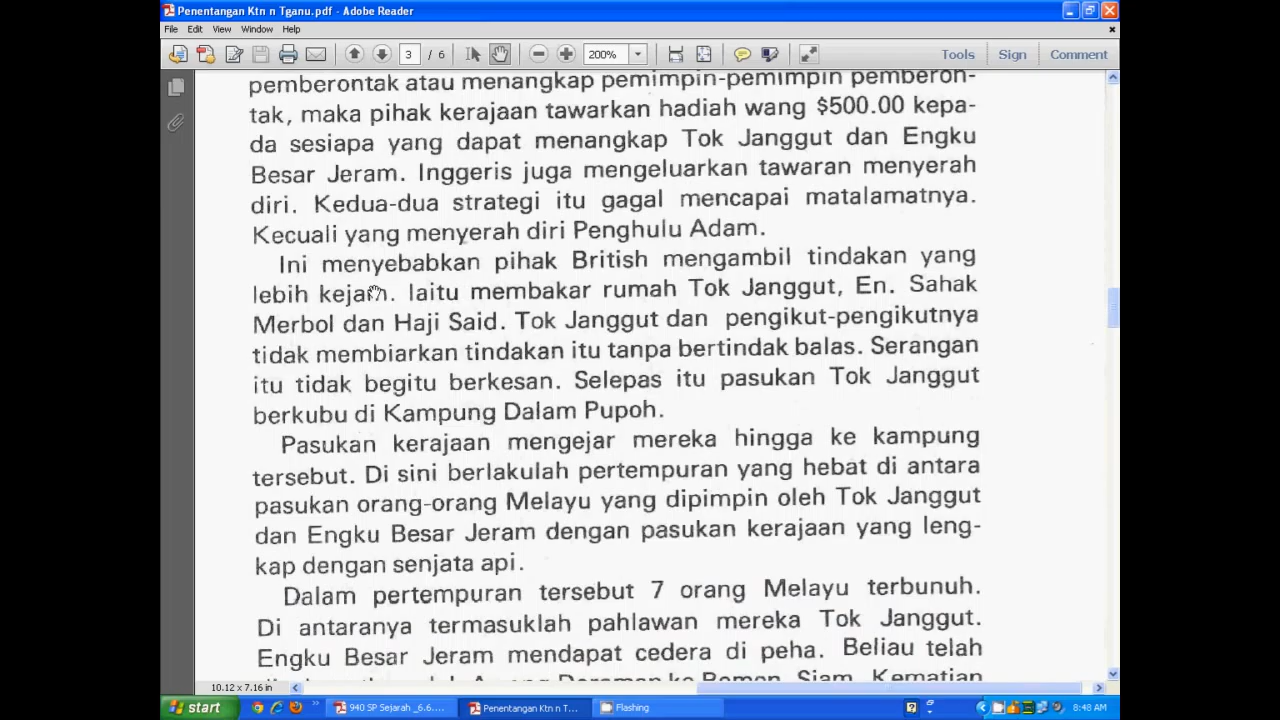 Penentangan Ktn n Tganu.pdf - Adobe Reader
File Edit View Window Help
3 / 6 200% Tools Sign Comment
pemberontak atau menangkap pemimpin-pemimpin pemberon-
tak, maka pihak kerajaan tawarkan hadiah wang $500.00 kepa-
da sesiapa yang dapat menangkap Tok Janggut dan Engku
Besar Jeram. Inggeris juga mengeluarkan tawaran menyerah
diri. Kedua-dua strategi itu gagal mencapai matalamatnya.
Kecuali yang menyerah diri Penghulu Adam.
Ini menyebabkan pihak British mengambil tindakan yang
lebih kejam. Iaitu membakar rumah Tok Janggut, En. Sahak
Merbol dan Haji Said. Tok Janggut dan pengikut-pengikutnya
tidak membiarkan tindakan itu tanpa bertindak balas. Serangan
itu tidak begitu berkesan. Selepas itu pasukan Tok Janggut
berkubu di Kampung Dalam Pupoh.
Pasukan kerajaan mengejar mereka hingga ke kampung
tersebut. Di sini berlakulah pertempuran yang hebat di antara
pasukan orang-orang Melayu yang dipimpin oleh Tok Janggut
dan Engku Besar Jeram dengan pasukan kerajaan yang leng-
kap dengan senjata api.
Dalam pertempuran tersebut 7 orang Melayu terbunuh.
Di antaranya termasuklah pahlawan mereka Tok Janggut.
Engku Besar Jeram mendapat cedera di peha. Beliau telah
ke Siam. Kematian
10.12 x 7.16 in
start 940 SP Sejarah _6.6.... Penentangan Ktn n T... Flashing 8:48 AM